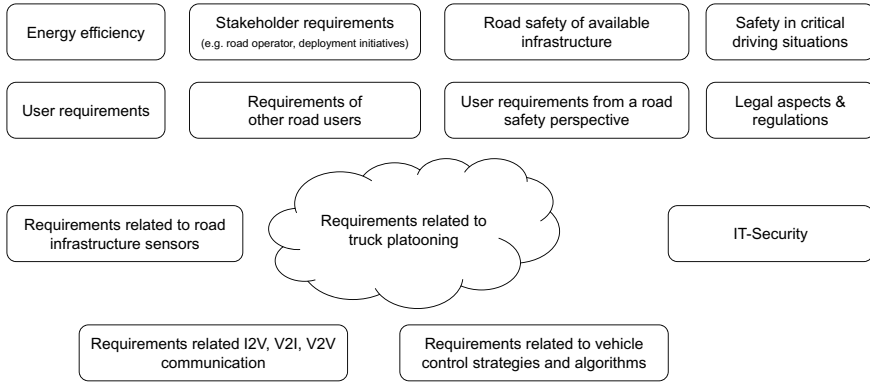 Energy efficiency
Stakeholder requirements
(e.g. road operator, deployment initiatives)
Road safety of available
infrastructure
Safety in critical
driving situations
User requirements
Requirements of
other road users
User requirements from a road
safety perspective
Legal aspects &
regulations
Requirements related to road
infrastructure sensors
Requirements related to
truck platooning
IT-Security
Requirements related I2V, V2I, V2V
communication
Requirements related to vehicle
control strategies and algorithms